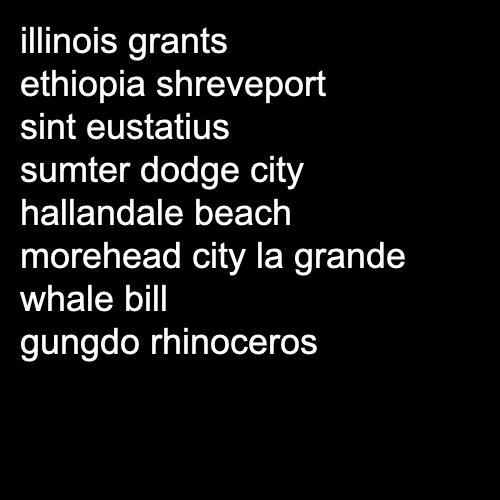 illinois grants
ethiopia shreveport
sint eustatius
sumter dodge city
hallandale beach
morehead city la grande
whale bill
gungdo rhinoceros